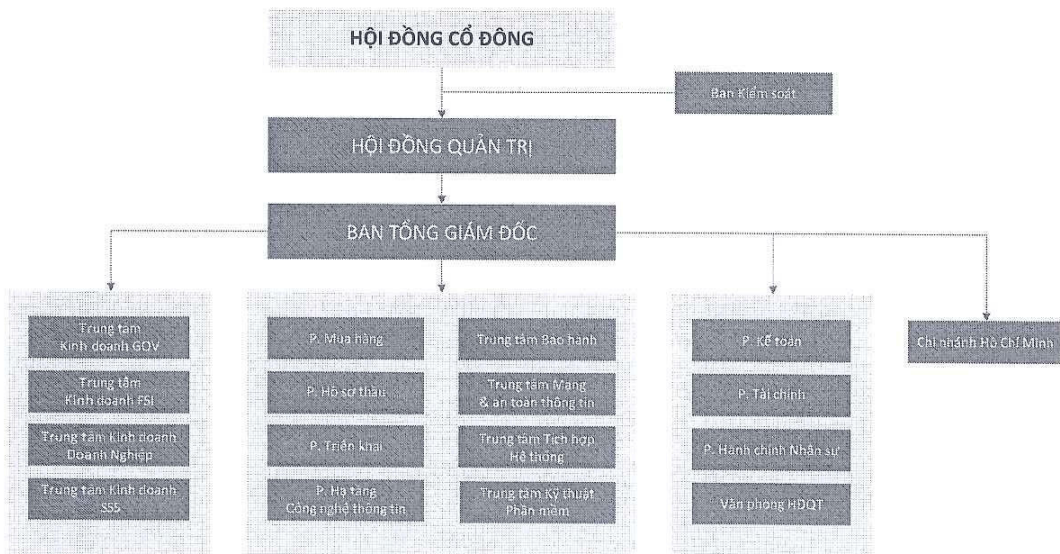 HỘI ĐỒNG CỔ ĐÔNG
Ban Kiểm soát
HỘI ĐỒNG QUẢN TRỊ
BAN TỔNG GIÁM ĐỐC
Trung tâm
Kinh doanh GOV
Trung tâm
Kinh doanh FSI
Trung tâm Kinh doanh
Doanh Nghiệp
Trung tâm Kinh doanh
SSS
P. Mua hàng
P. Hồ sơ thầu
P. Triển khai
P. Hạ tầng
Công nghệ thông tin
Trung tâm Bảo hành
Trung tâm Mạng
& an toàn thông tin
Trung tâm Tích hợp
Hệ thống
Trung tâm Kỹ thuật
Phần mềm
P. Kế toán
P. Tài chính
P. Hành chính Nhân sự
Văn phòng HĐQT
Chi nhánh Hồ Chí Minh